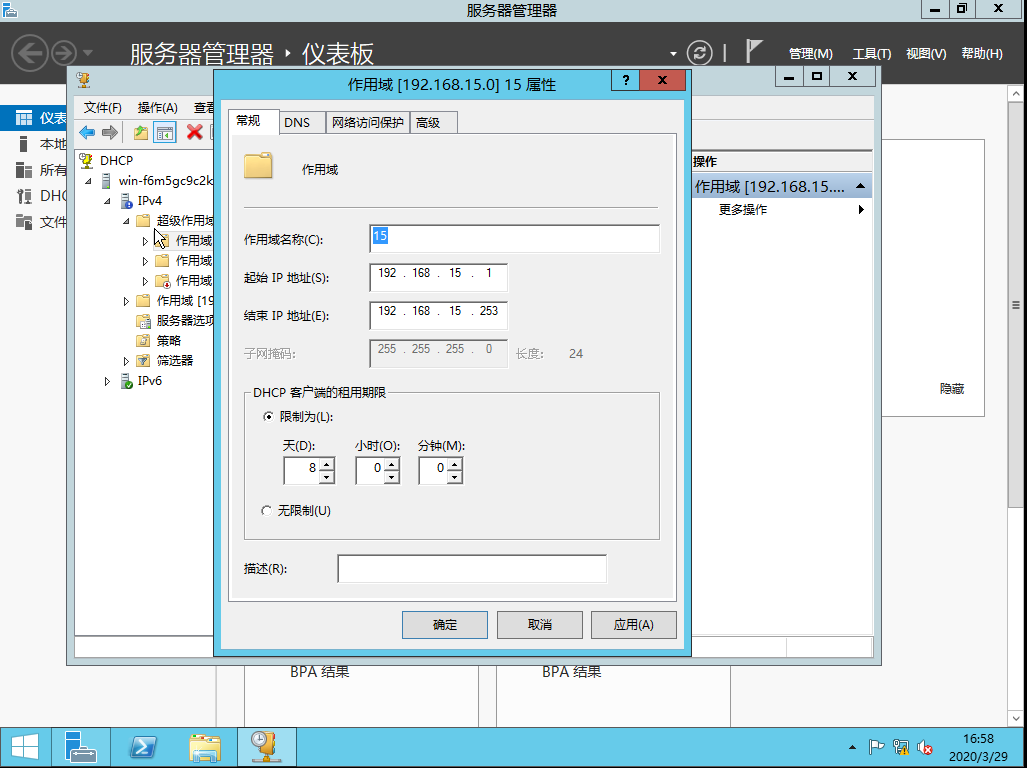 服务器管理器
服务器管理器 ‣ 仪表板
管理(M) 工具(T) 视图(V) 帮助(H)
作用域 [192.168.15.0] 15 属性
文件(F) 操作(A) 查看
仪表
本地
所有
DHC
文件
DHCP
win-f6m5gc9c2k
IPv4
超级作用域
作用域
作用域
作用域
作用域 [19
服务器选项
策略
筛选器
IPv6
常规 DNS 网络访问保护 高级
作用域
作用域名称(C): 15
起始 IP 地址(S): 192 . 168 . 15 . 1
结束 IP 地址(E): 192 . 168 . 15 . 253
子网掩码: 255 . 255 . 255 . 0 长度: 24
DHCP 客户端的租用期限
限制为(L):
天(D): 小时(O): 分钟(M):
8 0 0
无限制(U)
描述(R):
确定 取消 应用(A)
操作
作用域 [192.168.15....
更多操作
隐藏
BPA 结果 BPA 结果
16:58
2020/3/29